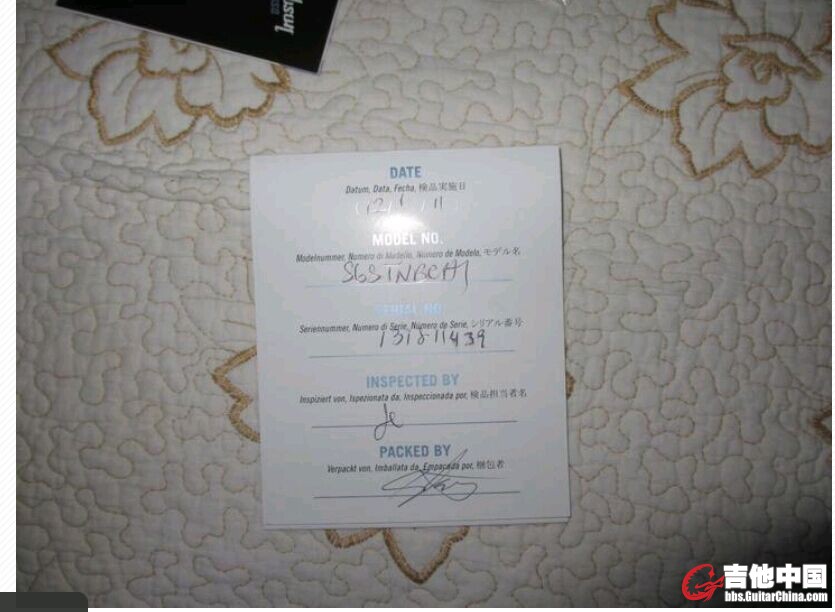 DATE
Datum, Data, Fecha, 検品実施日
MODEL NO.
Modelnummer, Numero di Modello, Número de Modelo, モデル名
SGSTNBCH1
SERIAL NO.
Seriennummer, Numero di Serie, Número de Serie, シリアル番号
INSPECTED BY
Inspiziert von, Ispezionata da, Inspeccionada por, 検品担当者名
PACKED BY
Verpackt von, Imballata da, Empacada por, 梱包者
吉他中国
bbs.GuitarChina.com